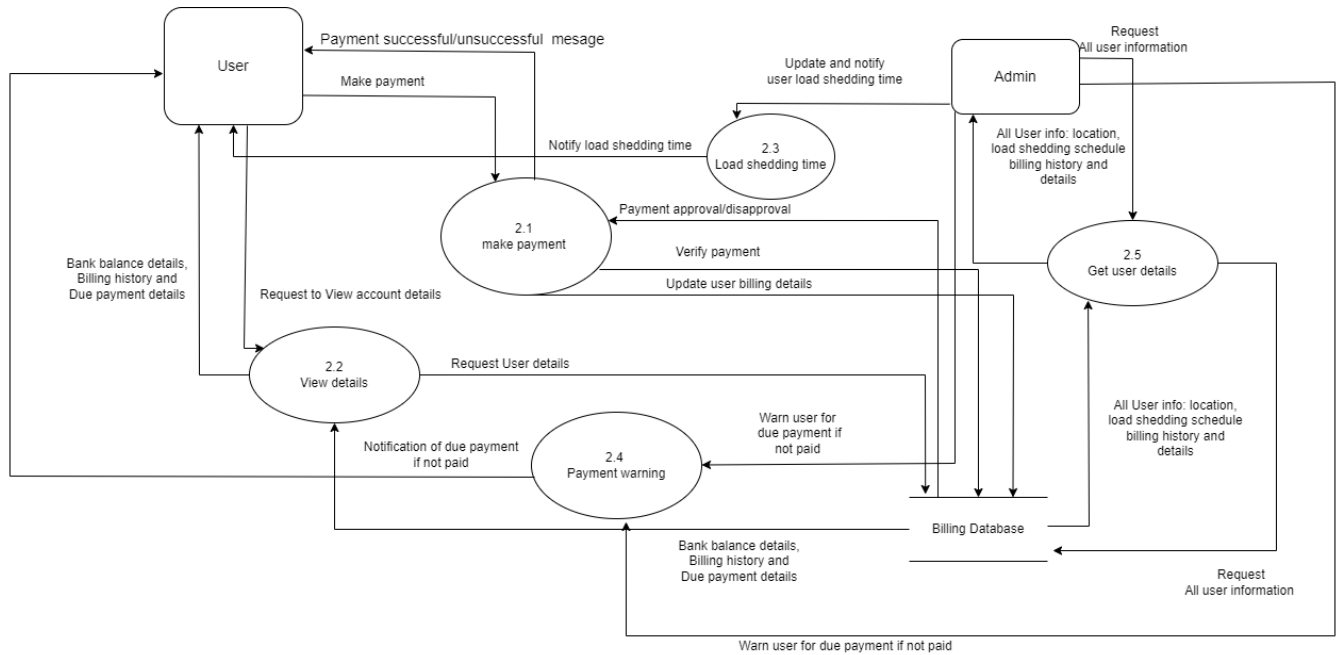 Payment successful/unsuccessful mesage
User
Make payment
Request
All user information
Update and notify
user load shedding time
Admin
Notify load shedding time
2.3
Load shedding time
All User info: location,
load shedding schedule
billing history and
details
Payment approval/disapproval
2.1
make payment
Verify payment
Update user billing details
2.5
Get user details
Bank balance details,
Billing history and
Due payment details
Request to View account details
2.2
View details
Request User details
Warn user for
due payment if
not paid
All User info: location,
load shedding schedule
billing history and
details
Notification of due payment
if not paid
2.4
Payment warning
Billing Database
Bank balance details,
Billing history and
Due payment details
Request
All user information
Warn user for due payment if not paid